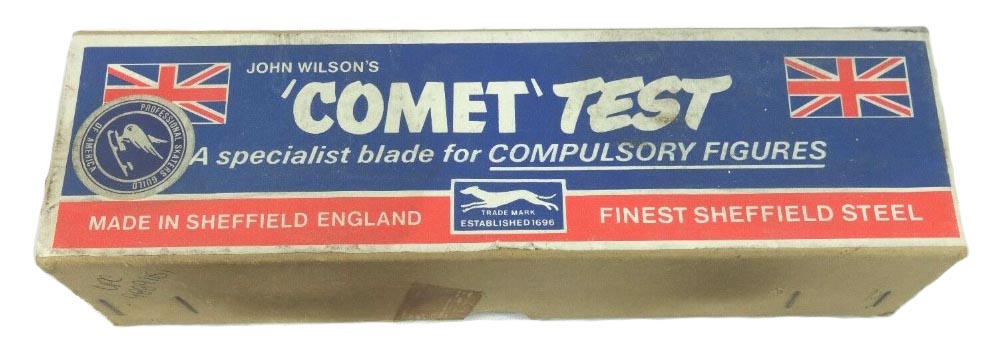 JOHN WILSON'S
'COMET' TEST
A specialist blade for COMPULSORY FIGURES
PROFESSIONAL SKATERS GUILD OF AMERICA
TRADE MARK
ESTABLISHED 1696
MADE IN SHEFFIELD ENGLAND
FINEST SHEFFIELD STEEL